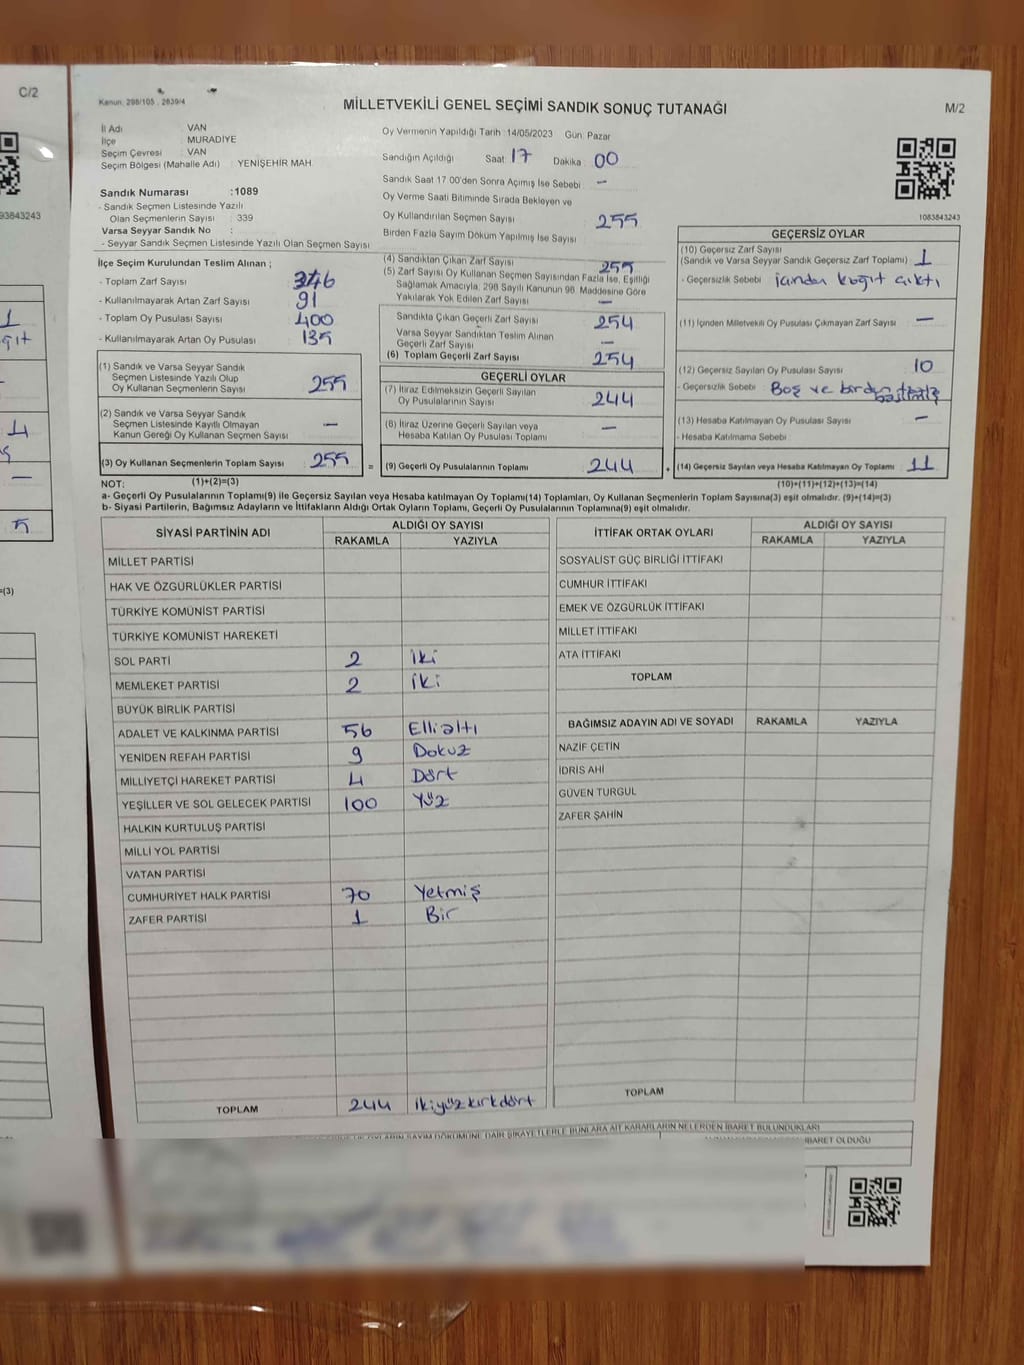 C/2
93843243
Kanun: 298/105 , 2839/4
MİLLETVEKİLİ GENEL SEÇİMİ SANDIK SONUÇ TUTANAĞI
M/2
İl Adı VAN
İlçe MURADİYE
Seçim Çevresi VAN
Seçim Bölgesi (Mahalle Adı) : YENİŞEHİR MAH.
Sandık Numarası :1089
- Sandık Seçmen Listesinde Yazılı
Olan Seçmenlerin Sayısı : 339
Varsa Seyyar Sandık No :
- Seyyar Sandık Seçmen Listesinde Yazılı Olan Seçmen Sayısı
Oy Vermenin Yapıldığı Tarih : 14/05/2023 Gün: Pazar
Sandığın Açıldığı Saat 17 Dakika 00
Sandık Saat 17.00'den Sonra Açımış İse Sebebi -
Oy Verme Saati Bitiminde Sırada Bekleyen ve
Oy Kullandırılan Seçmen Sayısı 255
Birden Fazla Sayım Döküm Yapılmış İse Sayısı
1083843243
İlçe Seçim Kurulundan Teslim Alınan ;
- Toplam Zarf Sayısı 346
- Kullanılmayarak Artan Zarf Sayısı 91
- Toplam Oy Pusulası Sayısı 400
- Kullanılmayarak Artan Oy Pusulası 135
(4) Sandıktan Çıkan Zarf Sayısı 255
(5) Zarf Sayısı Oy Kullanan Seçmen Sayısından Fazla İse, Eşitliği
Sağlamak Amacıyla, 298 Sayılı Kanunun 98. Maddesine Göre
Yakılarak Yok Edilen Zarf Sayısı -
Sandıkta Çıkan Geçerli Zarf Sayısı 254
Varsa Seyyar Sandıktan Teslim Alınan
Geçerli Zarf Sayısı -
(6) Toplam Geçerli Zarf Sayısı 254
GEÇERSİZ OYLAR
(10) Geçersiz Zarf Sayısı
(Sandık ve Varsa Seyyar Sandık Geçersiz Zarf Toplamı) 1
- Geçersizlik Sebebi içinden kağıt çıktı
(11) İçinden Milletvekili Oy Pusulası Çıkmayan Zarf Sayısı -
(12) Geçersiz Sayılan Oy Pusulası Sayısı 10
- Geçersizlik Sebebi Boş ve birden
(13) Hesaba Katılmayan Oy Pusulası Sayısı -
- Hesaba Katılmama Sebebi
(14) Geçersiz Sayılan veya Hesaba Katılmayan Oy Toplamı 11
(10)+(11)+(12)+(13)=(14)
(1) Sandık ve Varsa Seyyar Sandık
Seçmen Listesinde Yazılı Olup
Oy Kullanan Seçmenlerin Sayısı 255
(2) Sandık ve Varsa Seyyar Sandık
Seçmen Listesinde Kayıtlı Olmayan
Kanun Gereği Oy Kullanan Seçmen Sayısı -
(3) Oy Kullanan Seçmenlerin Toplam Sayısı 255
(1)+(2)=(3)
=
GEÇERLİ OYLAR
(7) İtiraz Edilmeksizin Geçerli Sayılan
Oy Pusulalarının Sayısı 244
(8) İtiraz Üzerine Geçerli Sayılan veya
Hesaba Katılan Oy Pusulası Toplamı -
(9) Geçerli Oy Pusulalarının Toplamı 244
+
NOT:
a- Geçerli Oy Pusulalarının Toplamı(9) ile Geçersiz Sayılan veya Hesaba katılmayan Oy Toplamı(14) Toplamları, Oy Kullanan Seçmenlerin Toplam Sayısına(3) eşit olmalıdır. (9)+(14)=(3)
b- Siyasi Partilerin, Bağımsız Adayların ve İttifakların Aldığı Ortak Oyların Toplamı, Geçerli Oy Pusulalarının Toplamına(9) eşit olmalıdır.
SİYASİ PARTİNİN ADI
ALDIĞI OY SAYISI
RAKAMLA YAZIYLA
MİLLET PARTİSİ
HAK VE ÖZGÜRLÜKLER PARTİSİ
TÜRKİYE KOMÜNİST PARTİSİ
TÜRKİYE KOMÜNİST HAREKETİ
SOL PARTİ 2 iki
MEMLEKET PARTİSİ 2 iki
BÜYÜK BİRLİK PARTİSİ
ADALET VE KALKINMA PARTİSİ 56 Elli altı
YENİDEN REFAH PARTİSİ 9 Dokuz
MİLLİYETÇİ HAREKET PARTİSİ 4 Dört
YEŞİLLER VE SOL GELECEK PARTİSİ 100 Yüz
HALKIN KURTULUŞ PARTİSİ
MİLLİ YOL PARTİSİ
VATAN PARTİSİ
CUMHURİYET HALK PARTİSİ 70 Yetmiş
ZAFER PARTİSİ 1 Bir
TOPLAM 244 ikiyüzkırkdört
İTTİFAK ORTAK OYLARI
ALDIĞI OY SAYISI
RAKAMLA YAZIYLA
SOSYALİST GÜÇ BİRLİĞİ İTTİFAKI
CUMHUR İTTİFAKI
EMEK VE ÖZGÜRLÜK İTTİFAKI
MİLLET İTTİFAKI
ATA İTTİFAKI
TOPLAM
BAĞIMSIZ ADAYIN ADI VE SOYADI RAKAMLA YAZIYLA
NAZİF ÇETİN
İDRİS AHİ
GÜVEN TURGUL
ZAFER ŞAHİN
TOPLAM
DAİR ŞİKAYETLERLE BUNLARA AİT KARARLARIN NELERDEN İBARET BULUNDUKLARI
İBARET OLDUĞU